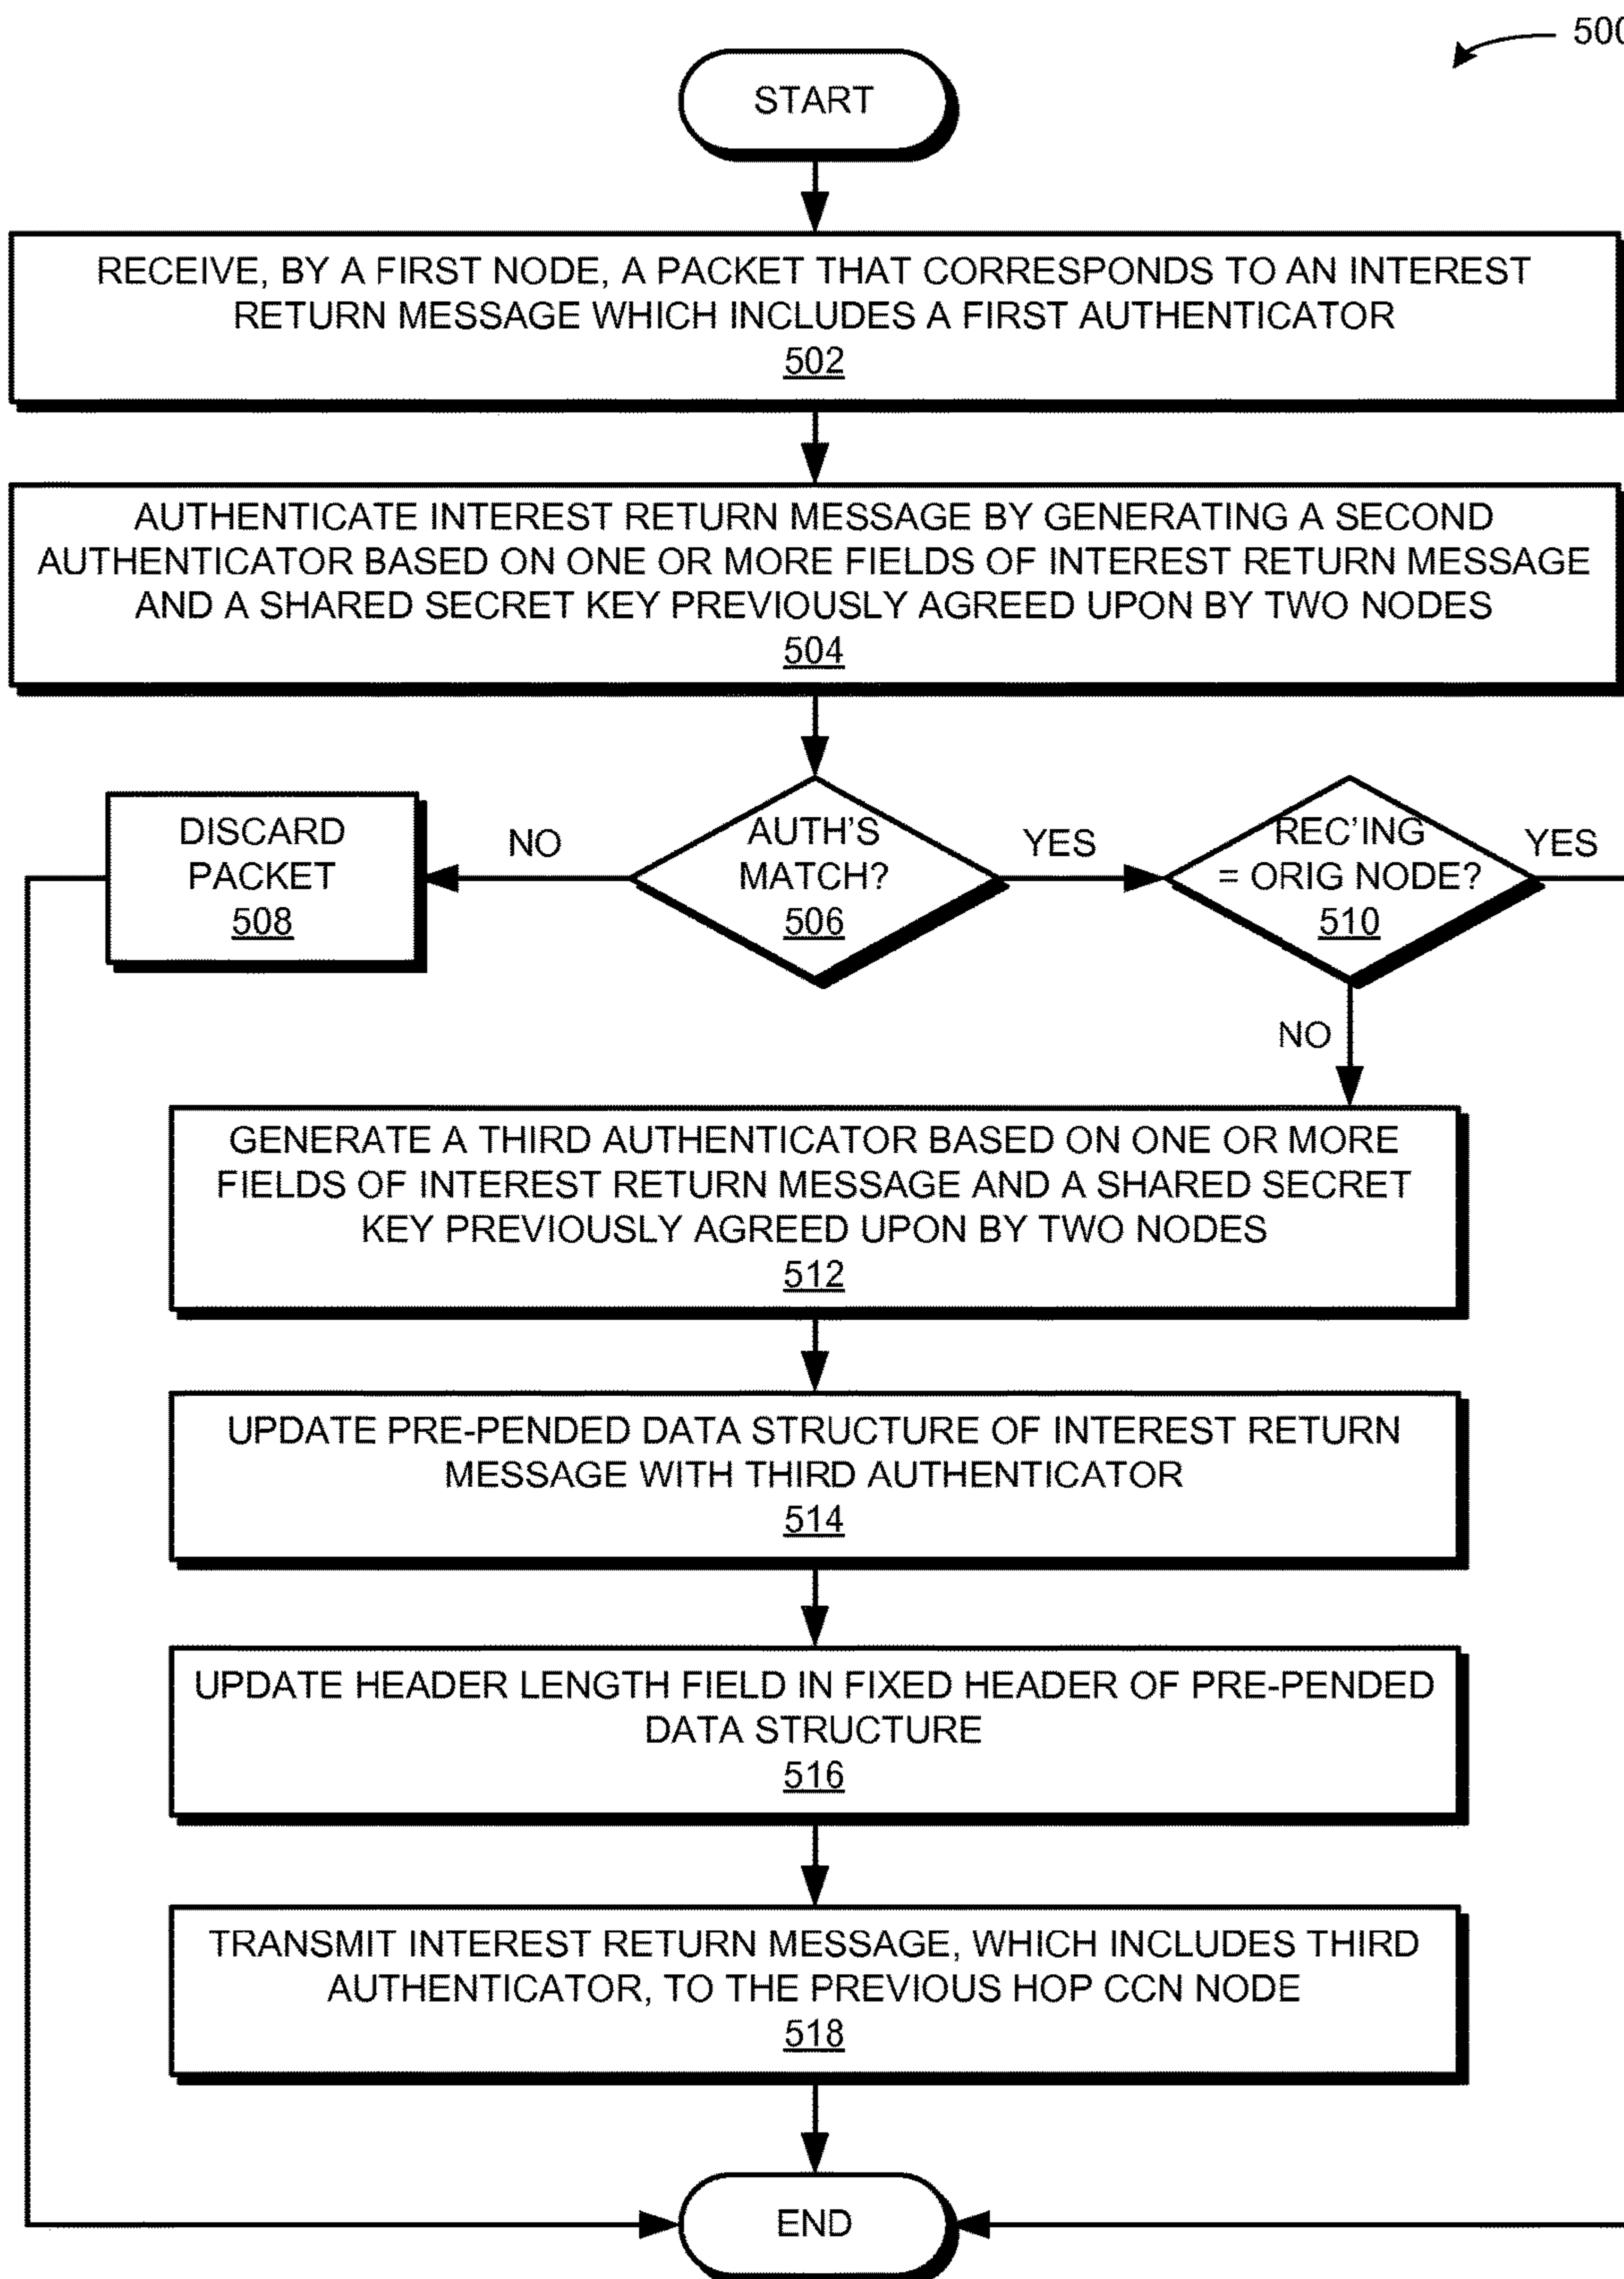 500
START
RECEIVE, BY A FIRST NODE, A PACKET THAT CORRESPONDS TO AN INTEREST
RETURN MESSAGE WHICH INCLUDES A FIRST AUTHENTICATOR
502
AUTHENTICATE INTEREST RETURN MESSAGE BY GENERATING A SECOND
AUTHENTICATOR BASED ON ONE OR MORE FIELDS OF INTEREST RETURN MESSAGE
AND A SHARED SECRET KEY PREVIOUSLY AGREED UPON BY TWO NODES
504
DISCARD
PACKET
508
NO
AUTH'S
MATCH?
506
YES
REC'ING
= ORIG NODE?
510
YES
NO
GENERATE A THIRD AUTHENTICATOR BASED ON ONE OR MORE
FIELDS OF INTEREST RETURN MESSAGE AND A SHARED SECRET
KEY PREVIOUSLY AGREED UPON BY TWO NODES
512
UPDATE PRE-PENDED DATA STRUCTURE OF INTEREST RETURN
MESSAGE WITH THIRD AUTHENTICATOR
514
UPDATE HEADER LENGTH FIELD IN FIXED HEADER OF PRE-PENDED
DATA STRUCTURE
516
TRANSMIT INTEREST RETURN MESSAGE, WHICH INCLUDES THIRD
AUTHENTICATOR, TO THE PREVIOUS HOP CCN NODE
518
END